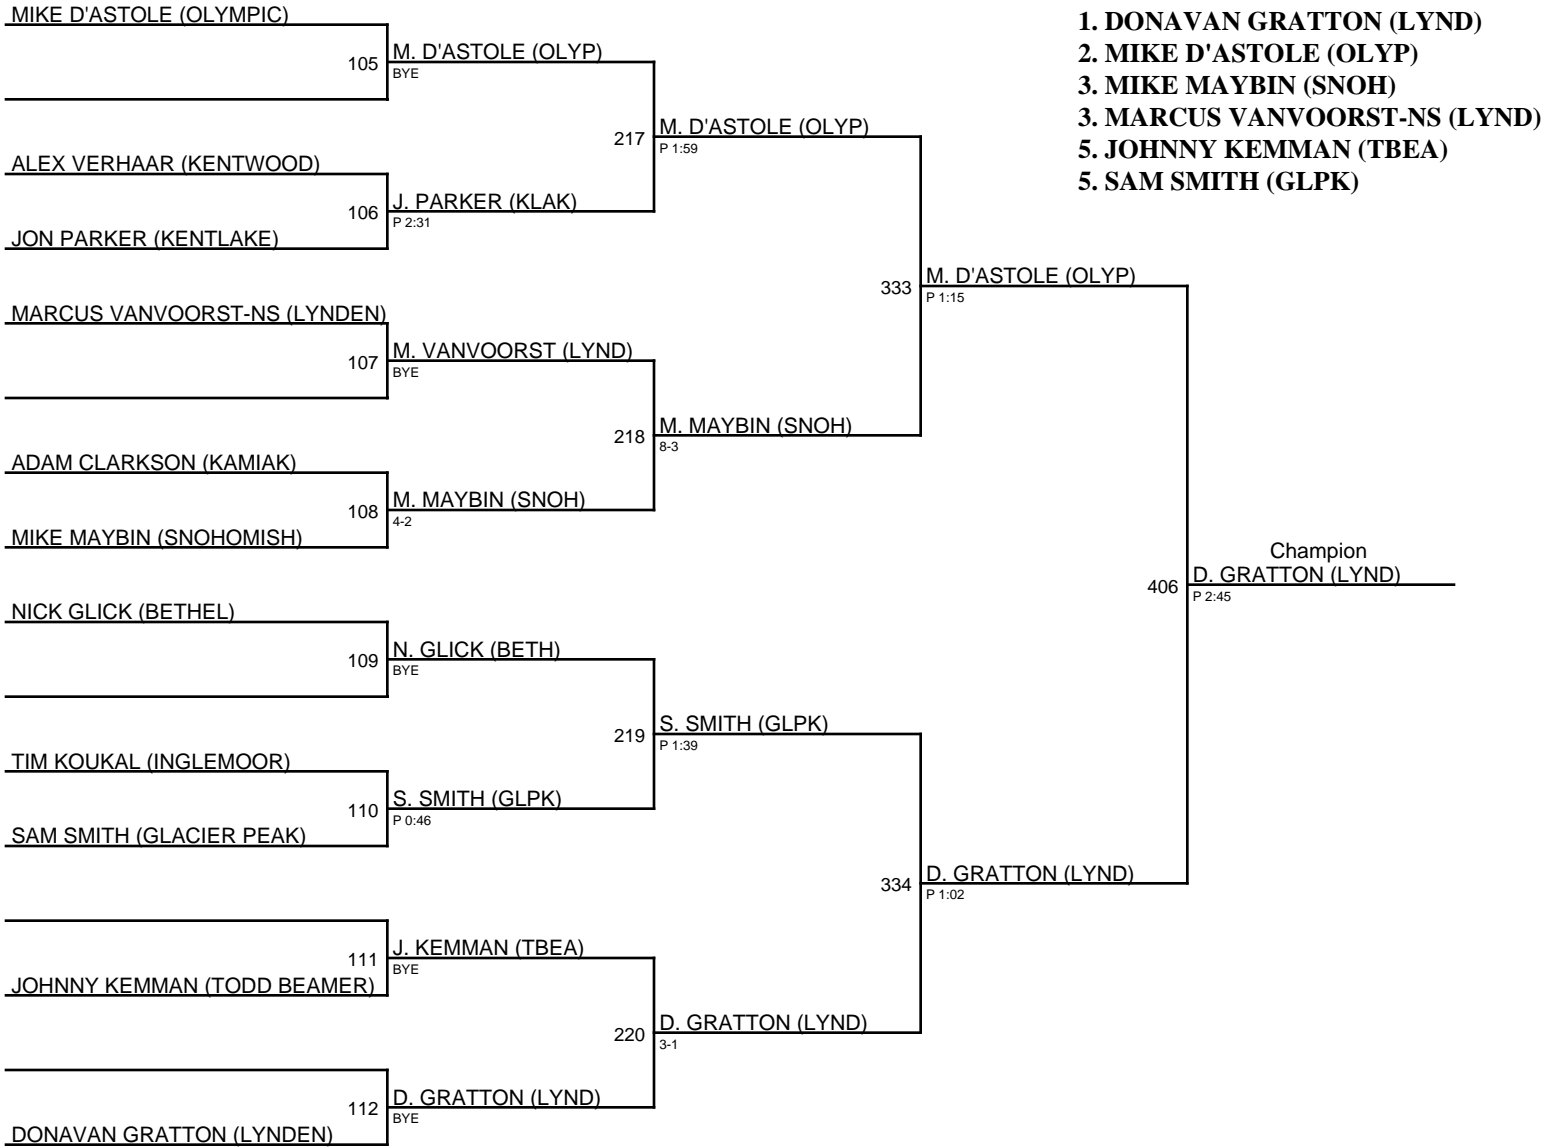 MIKE D'ASTOLE (OLYMPIC)
105
M. D'ASTOLE (OLYP)
BYE
217
M. D'ASTOLE (OLYP)
P 1:59
ALEX VERHAAR (KENTWOOD)
106
J. PARKER (KLAK)
P 2:31
JON PARKER (KENTLAKE)
333
M. D'ASTOLE (OLYP)
P 1:15
MARCUS VANVOORST-NS (LYNDEN)
107
M. VANVOORST (LYND)
BYE
218
M. MAYBIN (SNOH)
8-3
ADAM CLARKSON (KAMIAK)
108
M. MAYBIN (SNOH)
4-2
MIKE MAYBIN (SNOHOMISH)
406
Champion
D. GRATTON (LYND)
P 2:45
NICK GLICK (BETHEL)
109
N. GLICK (BETH)
BYE
219
S. SMITH (GLPK)
P 1:39
TIM KOUKAL (INGLEMOOR)
110
S. SMITH (GLPK)
P 0:46
SAM SMITH (GLACIER PEAK)
334
D. GRATTON (LYND)
P 1:02
111
J. KEMMAN (TBEA)
BYE
JOHNNY KEMMAN (TODD BEAMER)
220
D. GRATTON (LYND)
3-1
112
D. GRATTON (LYND)
BYE
DONAVAN GRATTON (LYNDEN)
1. DONAVAN GRATTON (LYND)
2. MIKE D'ASTOLE (OLYP)
3. MIKE MAYBIN (SNOH)
3. MARCUS VANVOORST-NS (LYND)
5. JOHNNY KEMMAN (TBEA)
5. SAM SMITH (GLPK)